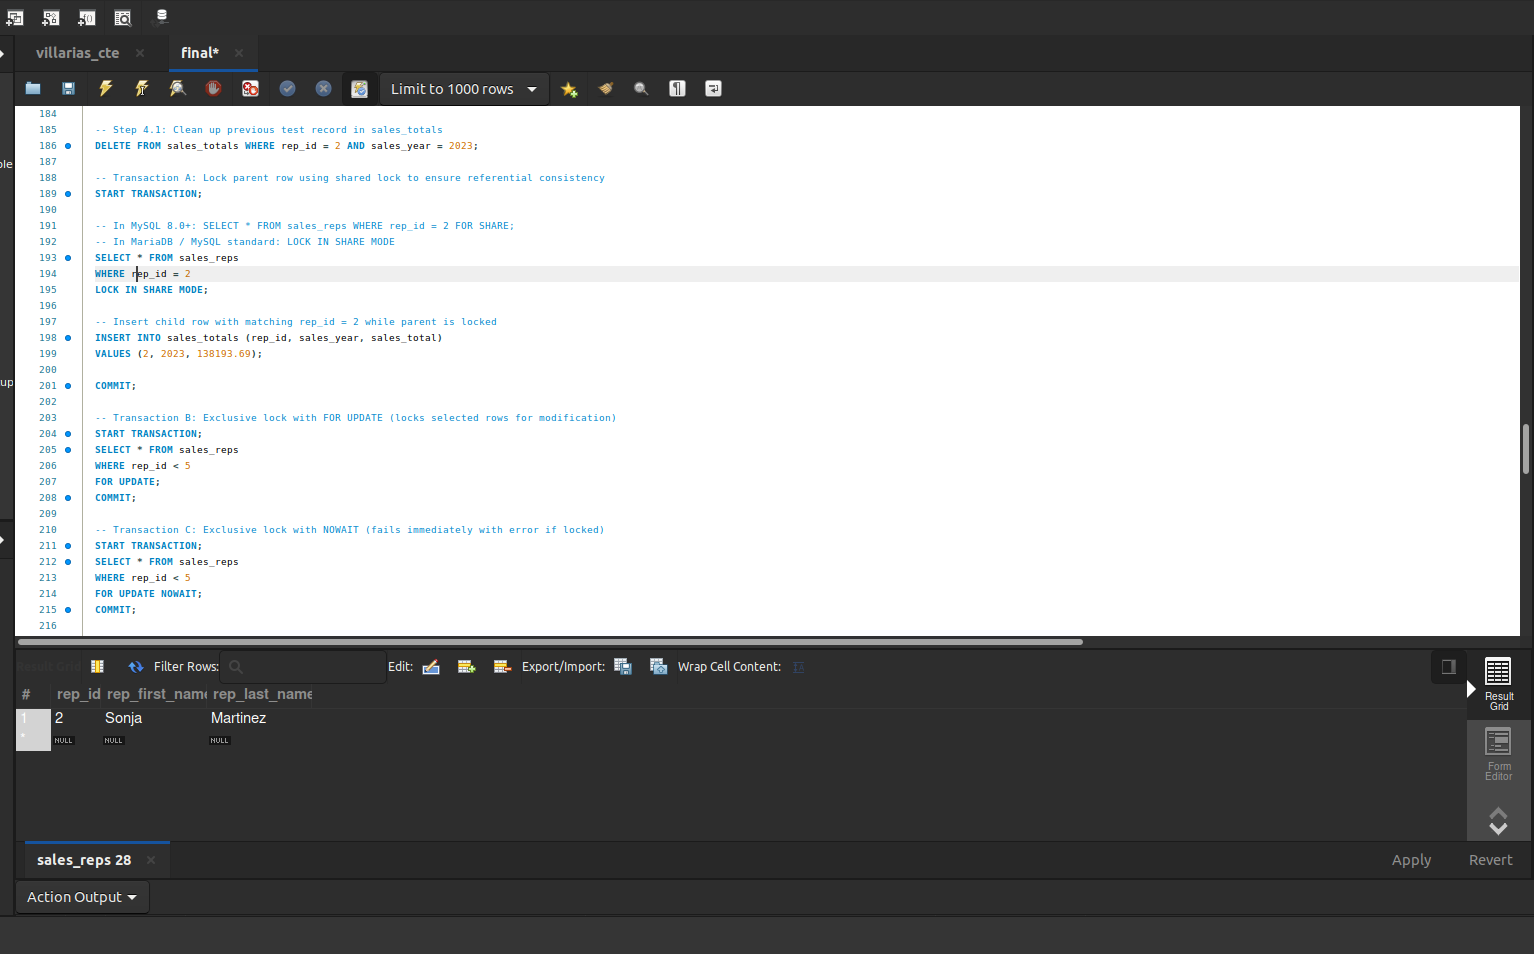 villarias_cte
final*
Limit to 1000 rows
184
ple
185 -- Step 4.1: Clean up previous test record in sales_totals
186 DELETE FROM sales_totals WHERE rep_id = 2 AND sales_year = 2023;
187
188 -- Transaction A: Lock parent row using shared lock to ensure referential consistency
189 START TRANSACTION;
190
191 -- In MySQL 8.0+: SELECT * FROM sales_reps WHERE rep_id = 2 FOR SHARE;
192 -- In MariaDB / MySQL standard: LOCK IN SHARE MODE
193 SELECT * FROM sales_reps
194 WHERE rep_id = 2
195 LOCK IN SHARE MODE;
196
197 -- Insert child row with matching rep_id = 2 while parent is locked
198 INSERT INTO sales_totals (rep_id, sales_year, sales_total)
199 VALUES (2, 2023, 138193.69);
200
up
201 COMMIT;
202
203 -- Transaction B: Exclusive lock with FOR UPDATE (locks selected rows for modification)
204 START TRANSACTION;
205 SELECT * FROM sales_reps
206 WHERE rep_id < 5
207 FOR UPDATE;
208 COMMIT;
209
210 -- Transaction C: Exclusive lock with NOWAIT (fails immediately with error if locked)
211 START TRANSACTION;
212 SELECT * FROM sales_reps
213 WHERE rep_id < 5
214 FOR UPDATE NOWAIT;
215 COMMIT;
216
Result Grid Filter Rows: Edit: Export/Import: Wrap Cell Content:
# rep_id rep_first_name rep_last_name
1 2 Sonja Martinez
* NULL NULL NULL
Result
Grid
Form
Editor
sales_reps 28
Apply
Revert
Action Output